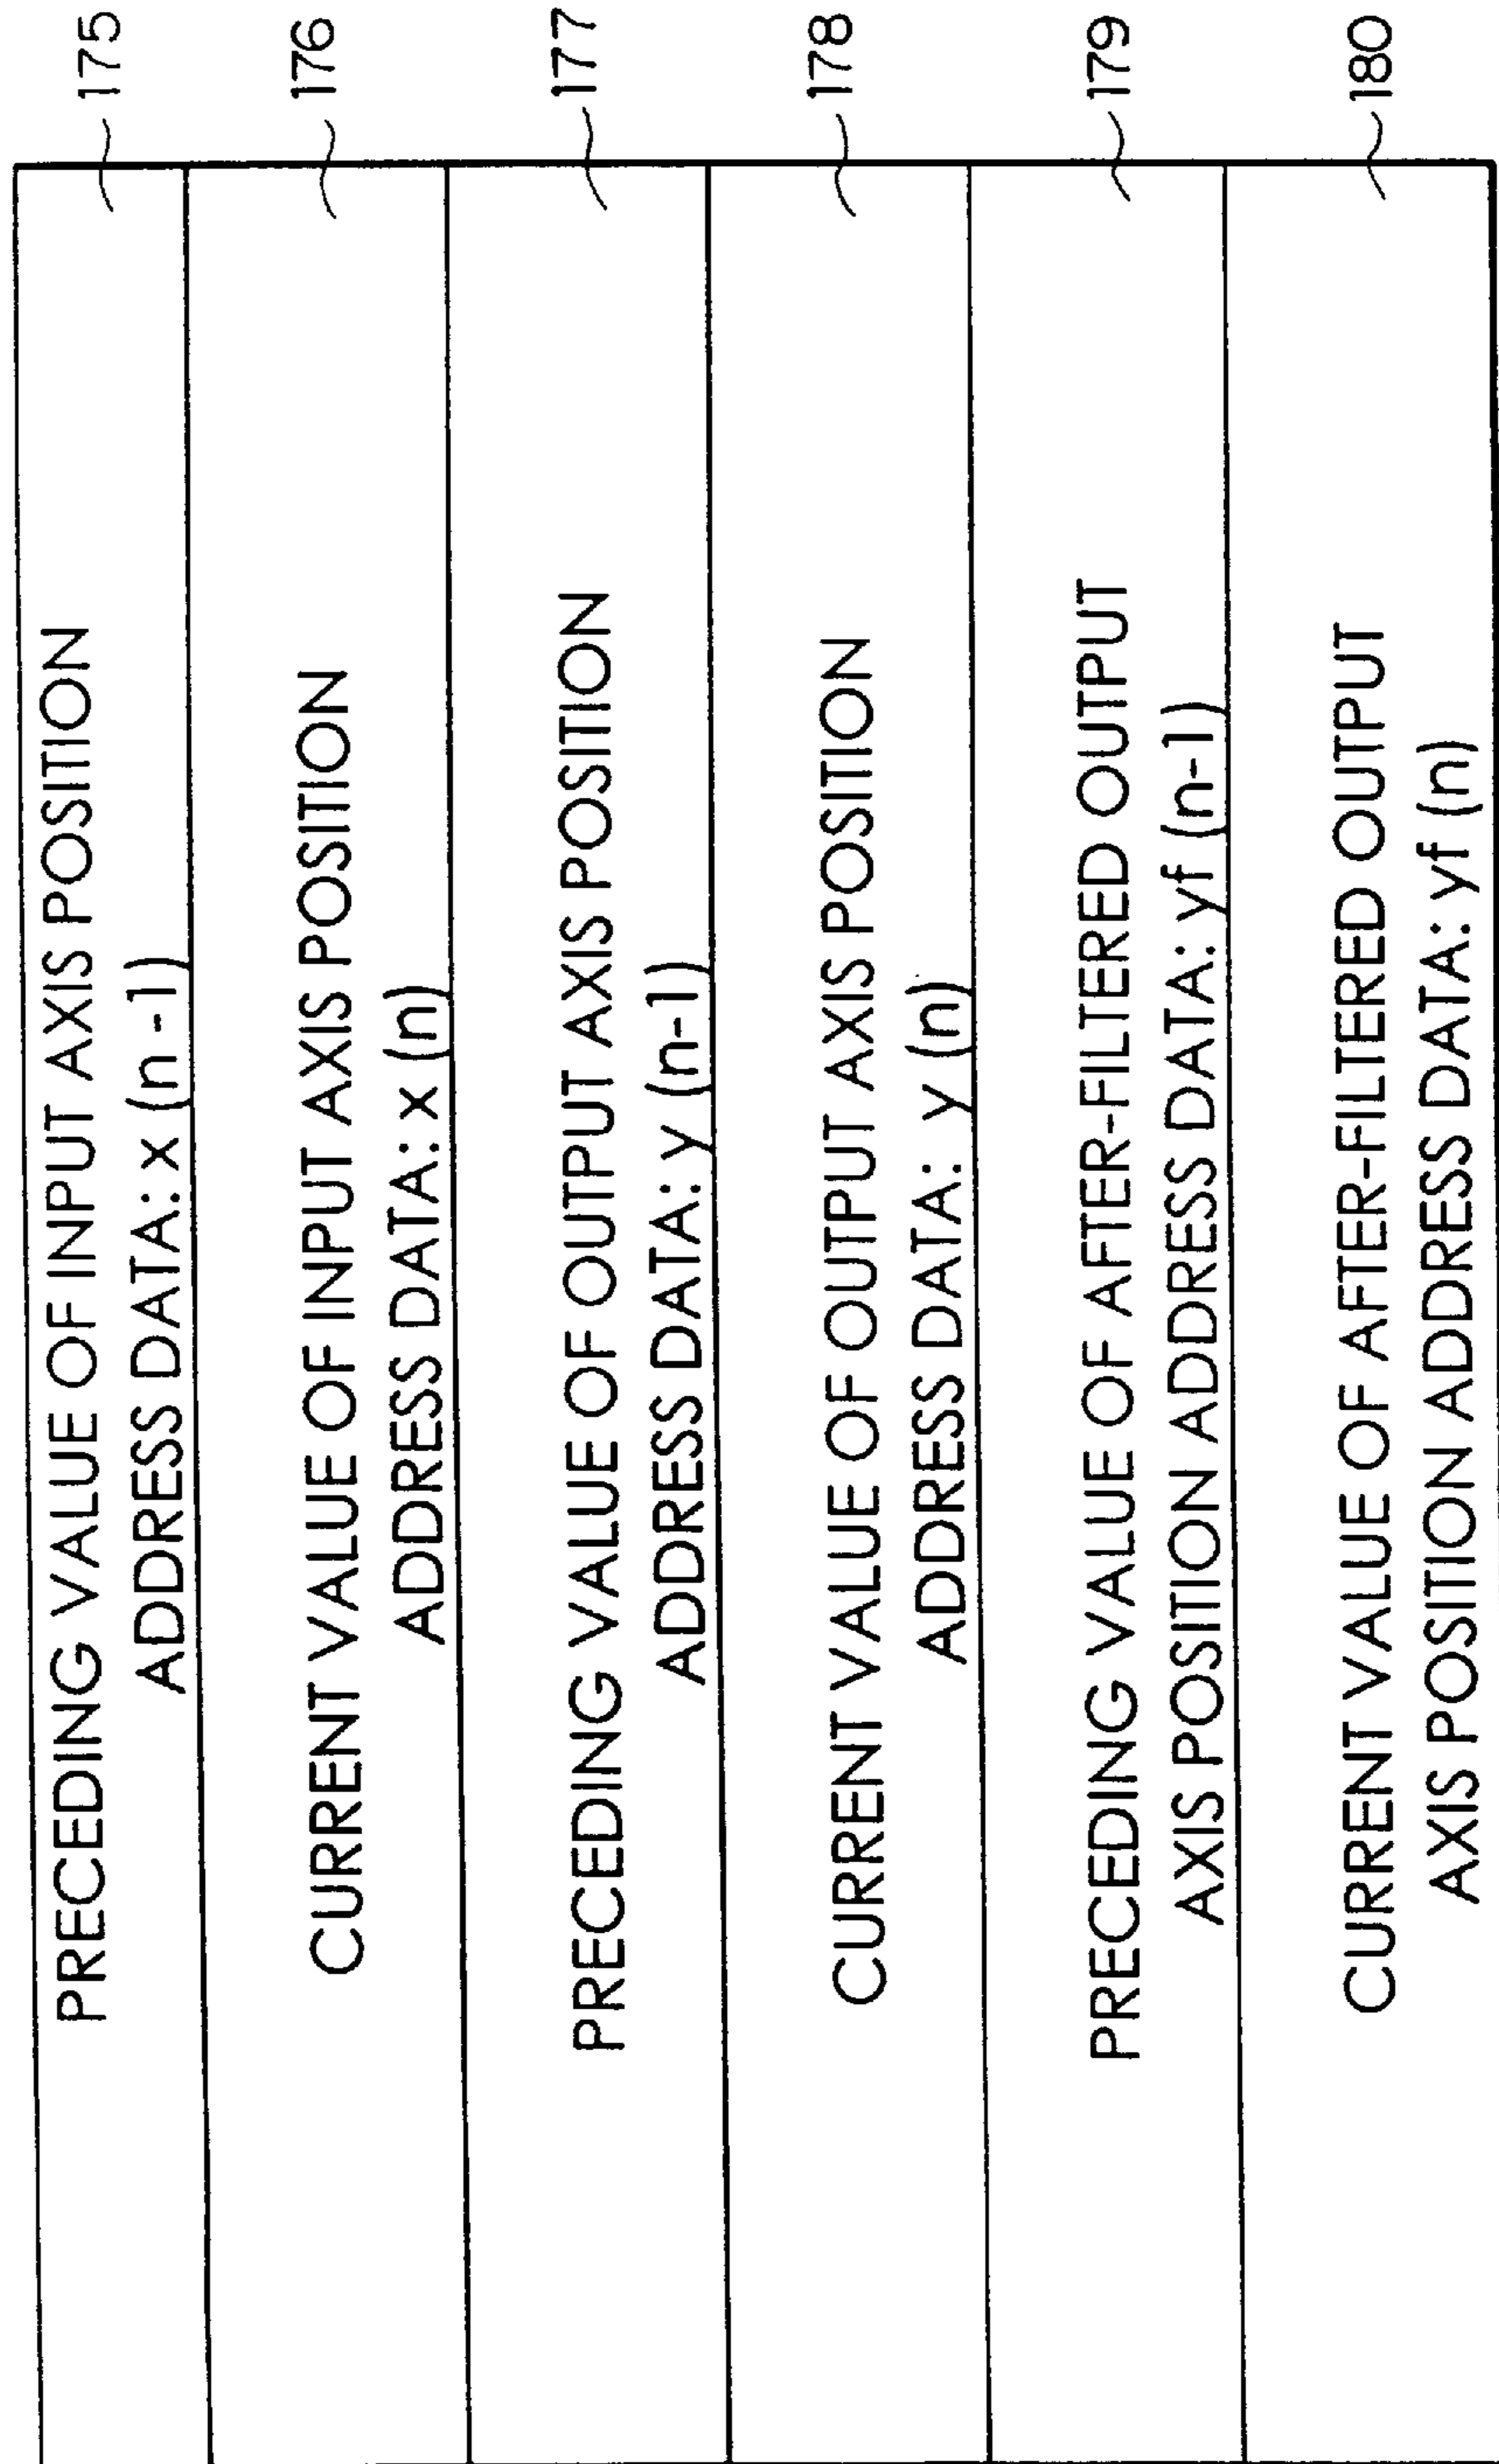 PRECEDING VALUE OF INPUT AXIS POSITION
ADDRESS DATA: x (n -1)
175
CURRENT VALUE OF INPUT AXIS POSITION
ADDRESS DATA: x (n)
176
PRECEDING VALUE OF OUTPUT AXIS POSITION
ADDRESS DATA: y (n-1)
177
CURRENT VALUE OF OUTPUT AXIS POSITION
ADDRESS DATA: y (n)
178
PRECEDING VALUE OF AFTER-FILTERED OUTPUT
AXIS POSITION ADDRESS DATA: yf (n-1)
179
CURRENT VALUE OF AFTER-FILTERED OUTPUT
AXIS POSITION ADDRESS DATA: yf (n)
180